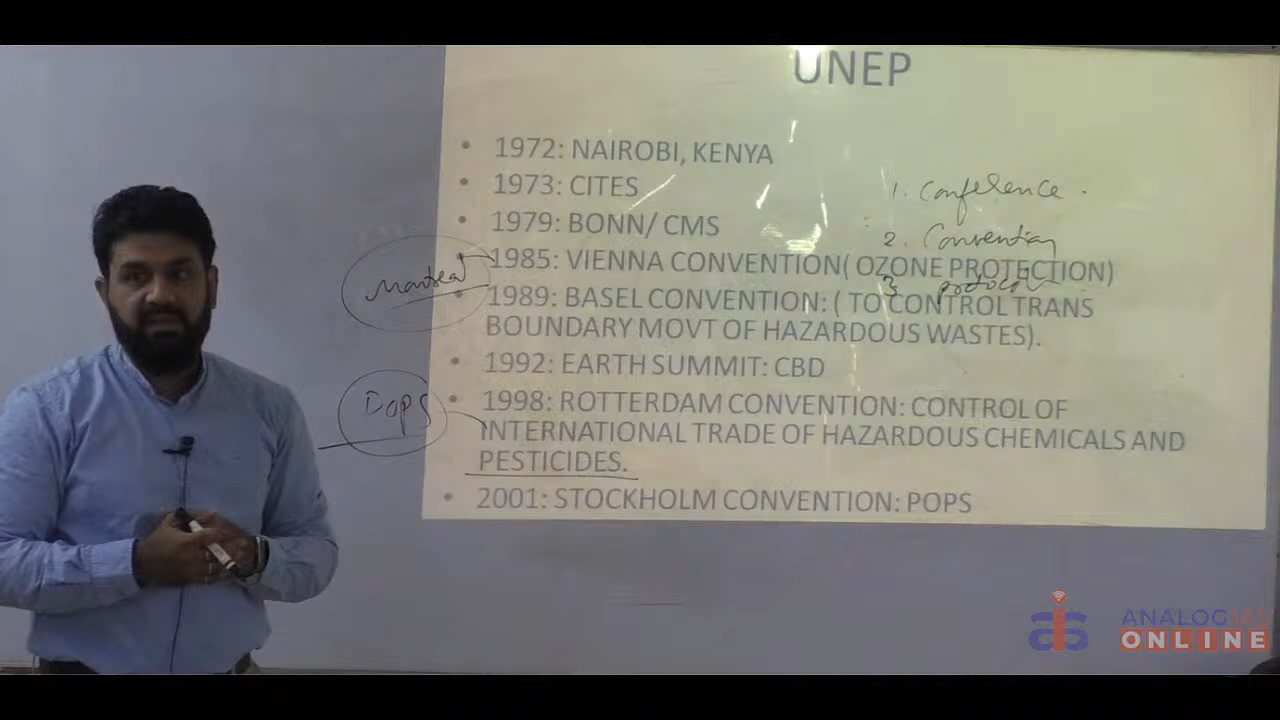 UNEP
• 1972: NAIROBI, KENYA
• 1973: CITES
1. Conference.
• 1979: BONN/ CMS
2. Convention
• 1985: VIENNA CONVENTION( OZONE PROTECTION)
Montreal
3 protocol
• 1989: BASEL CONVENTION: ( TO CONTROL TRANS
BOUNDARY MOVT OF HAZARDOUS WASTES).
• 1992: EARTH SUMMIT: CBD
• 1998: ROTTERDAM CONVENTION: CONTROL OF
POPS
INTERNATIONAL TRADE OF HAZARDOUS CHEMICALS AND
PESTICIDES.
• 2001: STOCKHOLM CONVENTION: POPS
ANALOG IAS
ONLINE